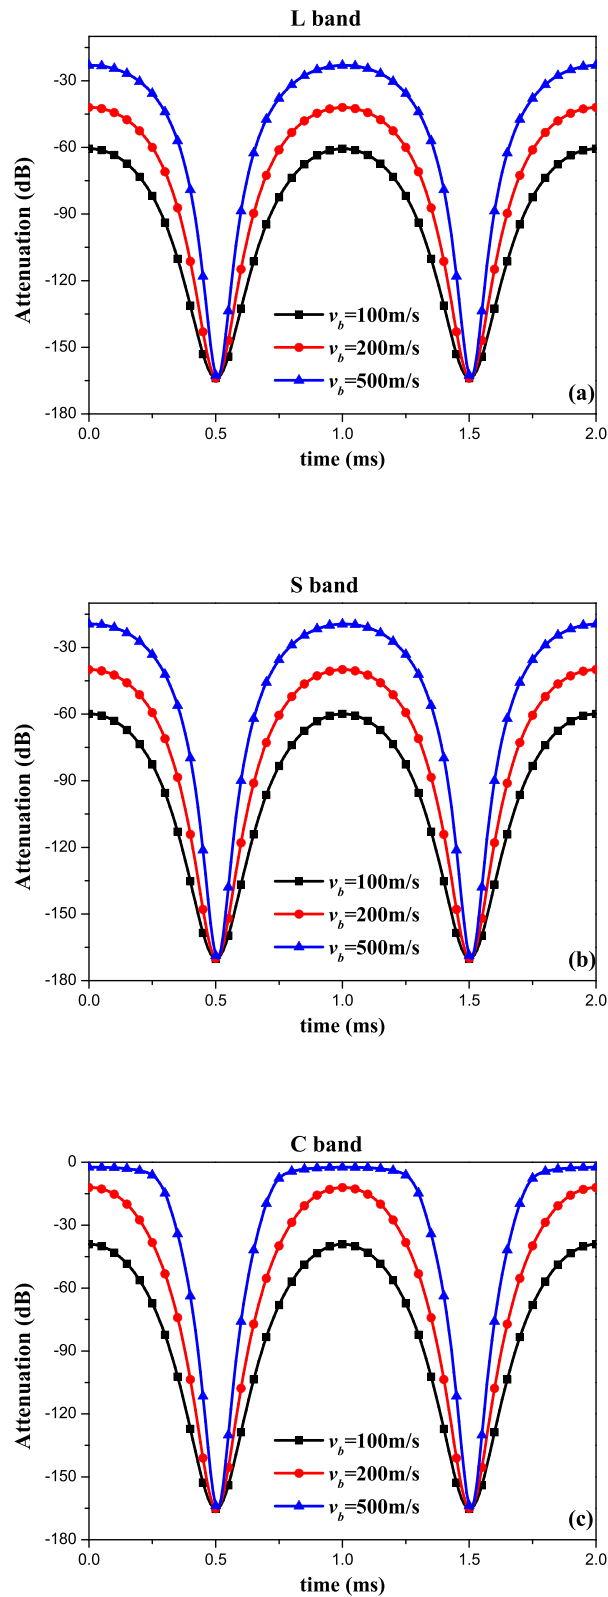 L band
-30
-60
-90
-120
-150
-180
Attenuation (dB)
v_b=100m/s
v_b=200m/s
v_b=500m/s
(a)
0.0 0.5 1.0 1.5 2.0
time (ms)
S band
-30
-60
-90
-120
-150
-180
Attenuation (dB)
v_b=100m/s
v_b=200m/s
v_b=500m/s
(b)
0.0 0.5 1.0 1.5 2.0
time (ms)
C band
0
-30
-60
-90
-120
-150
-180
Attenuation (dB)
v_b=100m/s
v_b=200m/s
v_b=500m/s
(c)
0.0 0.5 1.0 1.5 2.0
time (ms)